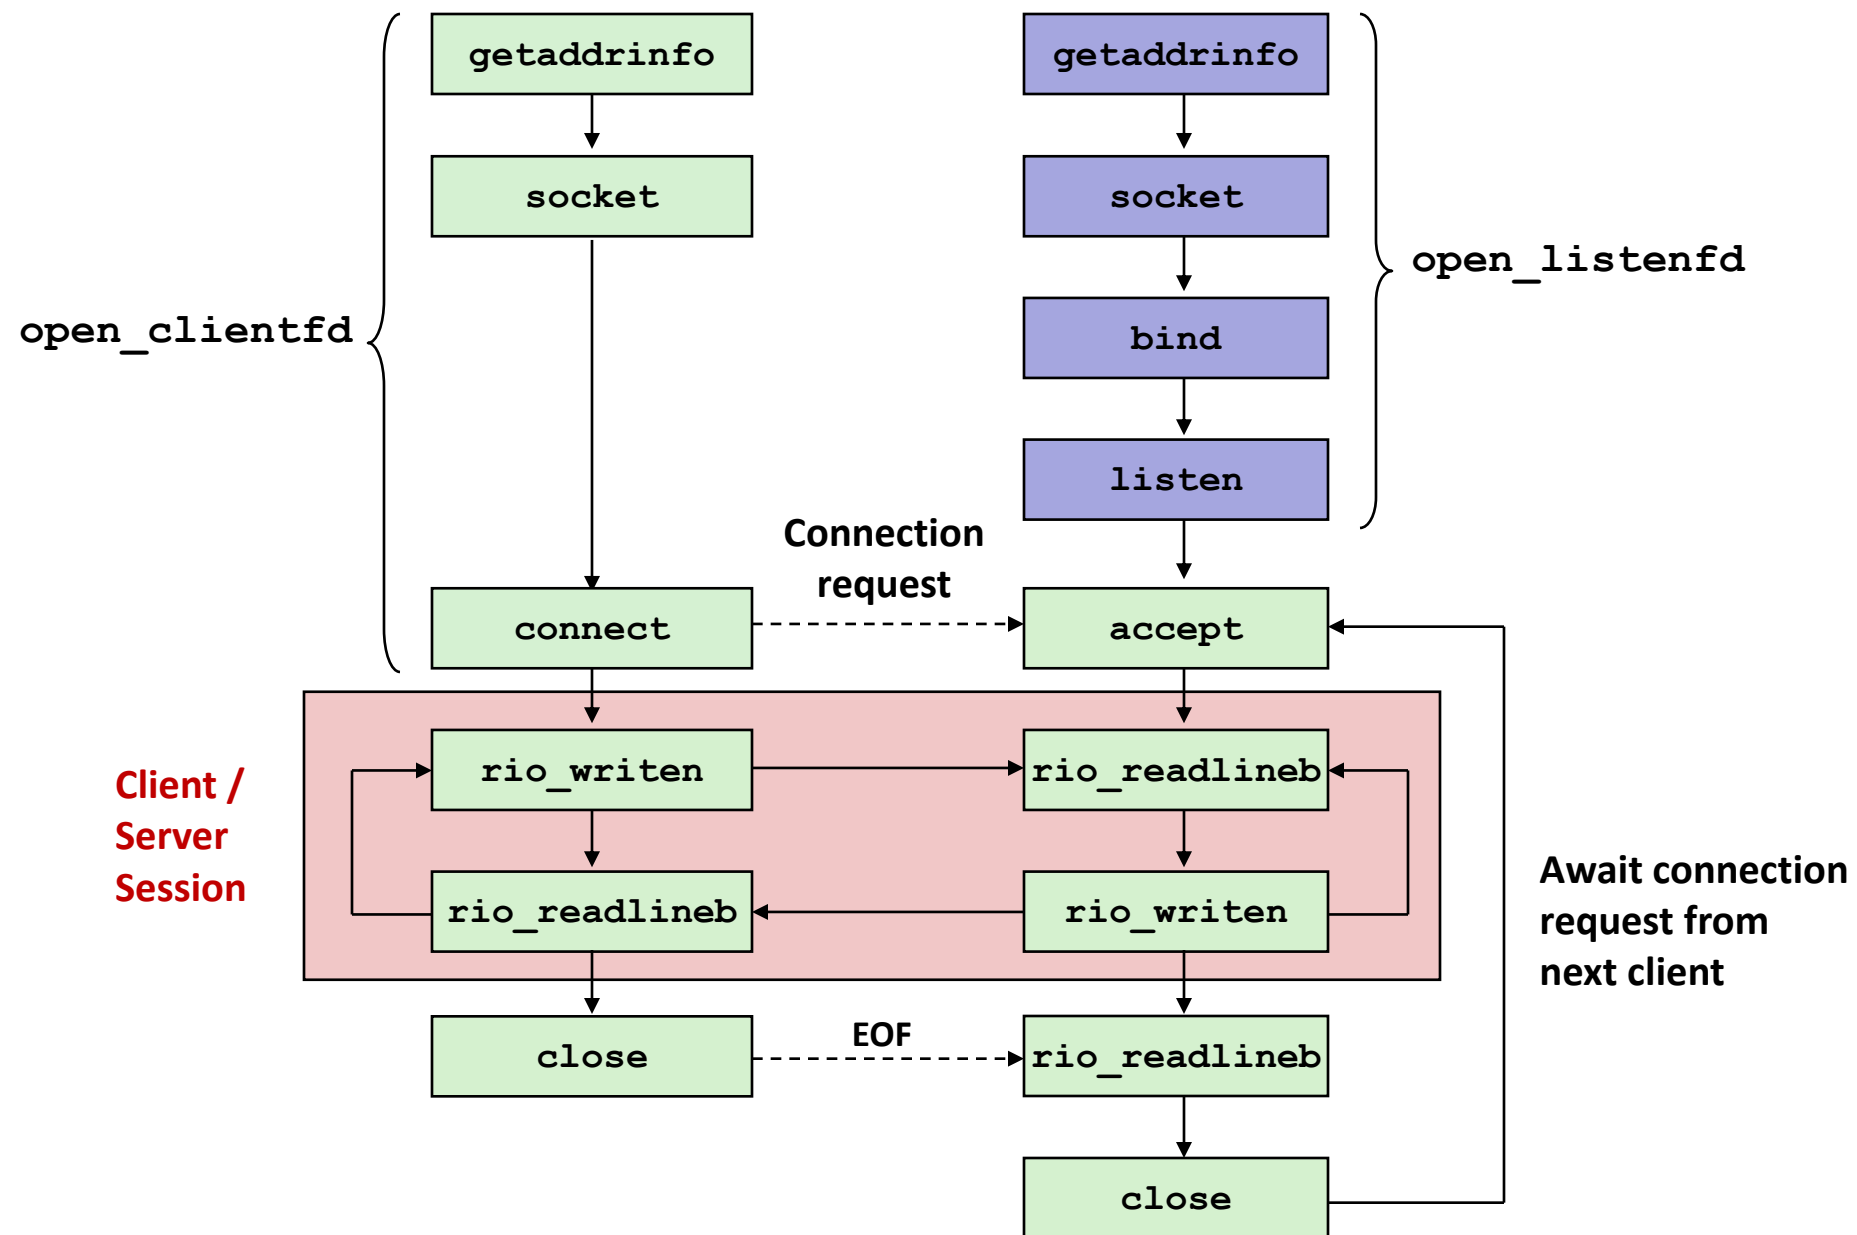 getaddrinfo
getaddrinfo
socket
socket
open_listenfd
open_clientfd
bind
listen
Connection
request
connect
accept
Client /
Server
Session
rio_writen
rio_readlineb
rio_readlineb
rio_writen
Await connection
request from
next client
close
EOF
rio_readlineb
close